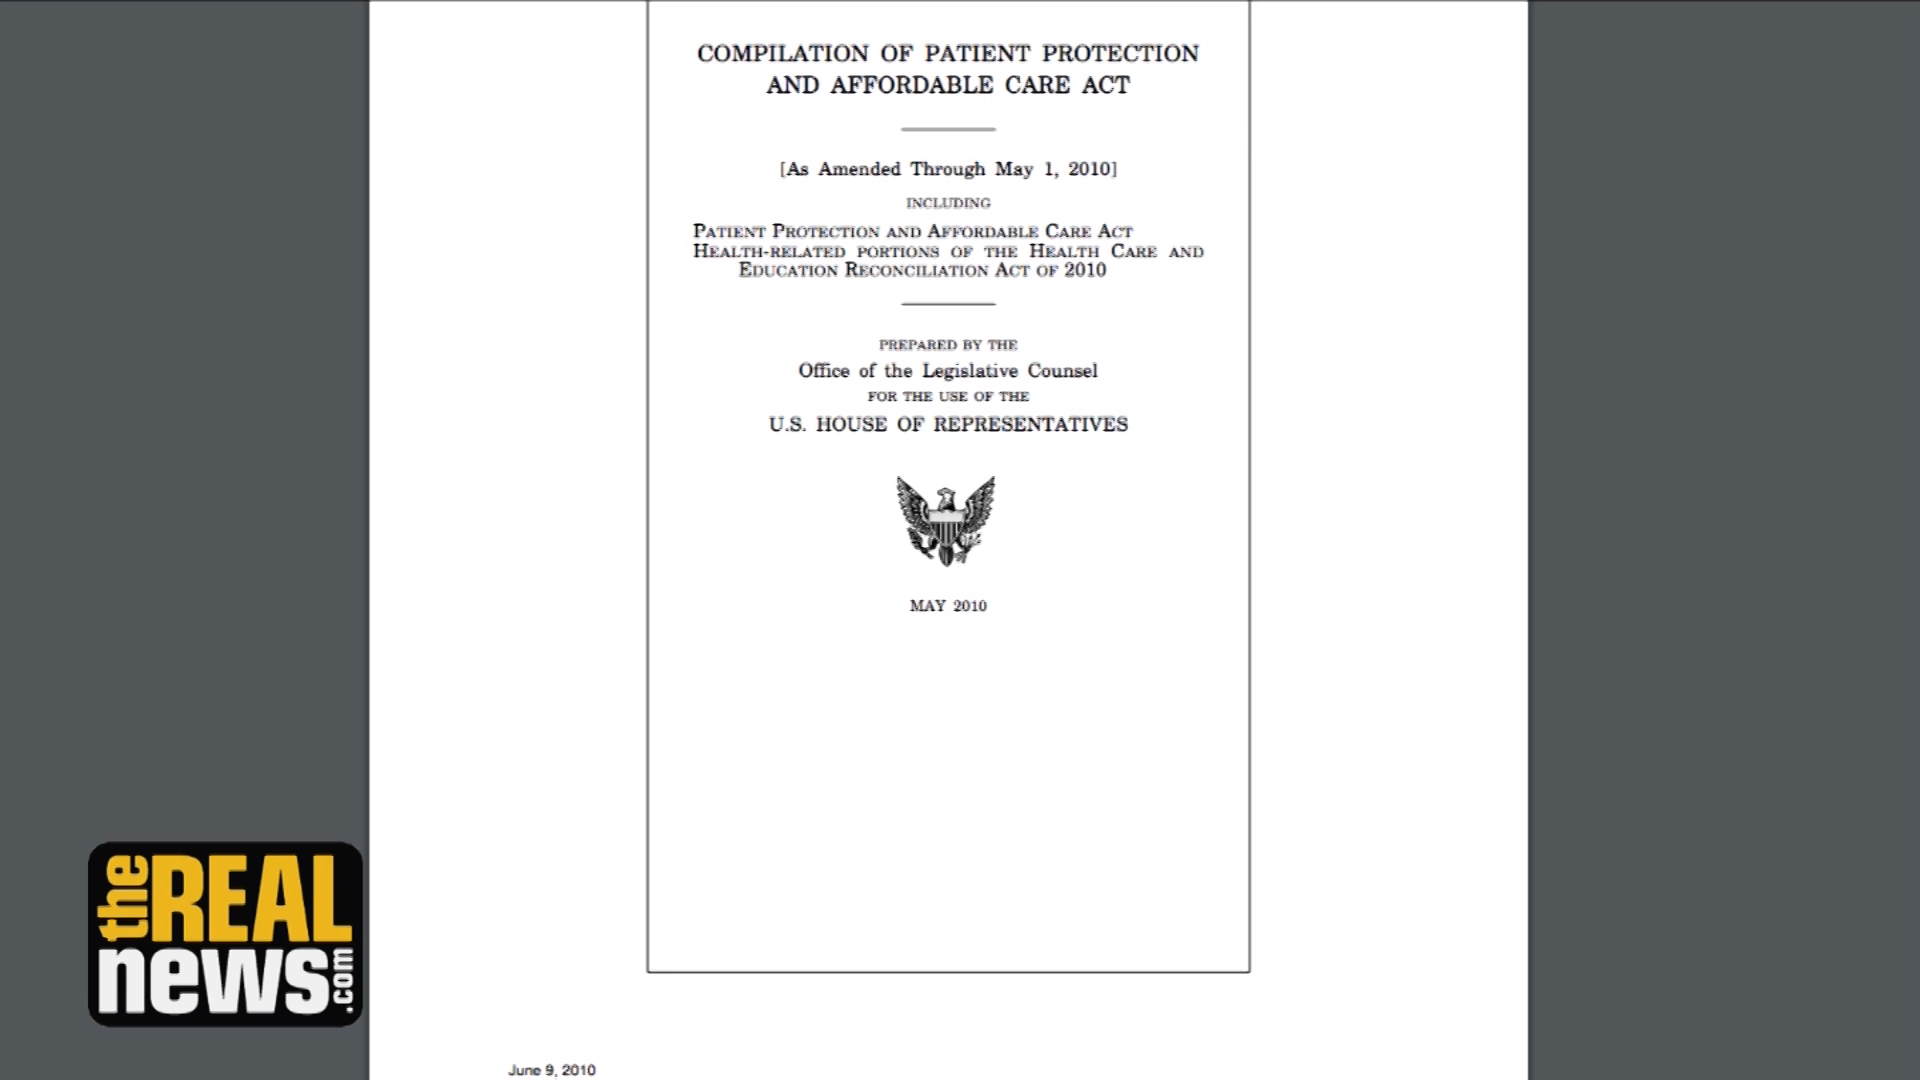 COMPILATION OF PATIENT PROTECTION
AND AFFORDABLE CARE ACT
[As Amended Through May 1, 2010]
INCLUDING
PATIENT PROTECTION AND AFFORDABLE CARE ACT
HEALTH-RELATED PORTIONS OF THE HEALTH CARE AND
EDUCATION RECONCILIATION ACT OF 2010
PREPARED BY THE
Office of the Legislative Counsel
FOR THE USE OF THE
U.S. HOUSE OF REPRESENTATIVES
MAY 2010
the REAL
news.com
June 9, 2010